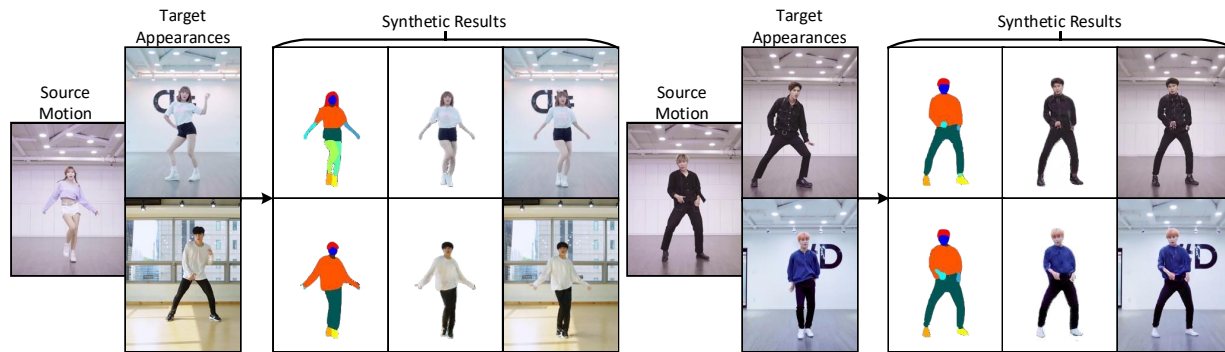 Target
Appearances
Synthetic Results
Source
Motion
Target
Appearances
Synthetic Results
Source
Motion